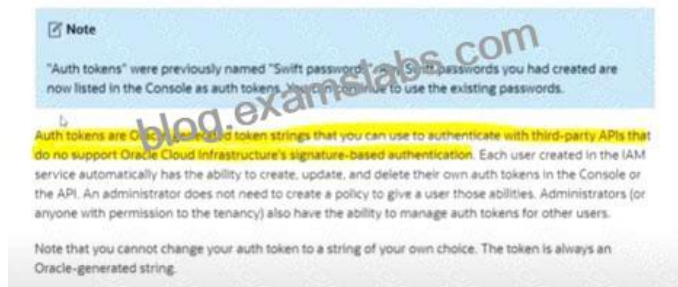 Note
"Auth tokens" were previously named "Swift passwords". Any Swift passwords you had created are
now listed in the Console as auth tokens. You can continue to use the existing passwords.
blog.examslabs.com
Auth tokens are Oracle-generated token strings that you can use to authenticate with third-party APIs that
do no support Oracle Cloud Infrastructure's signature-based authentication. Each user created in the IAM
service automatically has the ability to create, update, and delete their own auth tokens in the Console or
the API. An administrator does not need to create a policy to give a user those abilities. Administrators (or
anyone with permission to the tenancy) also have the ability to manage auth tokens for other users.
Note that you cannot change your auth token to a string of your own choice. The token is always an
Oracle-generated string.